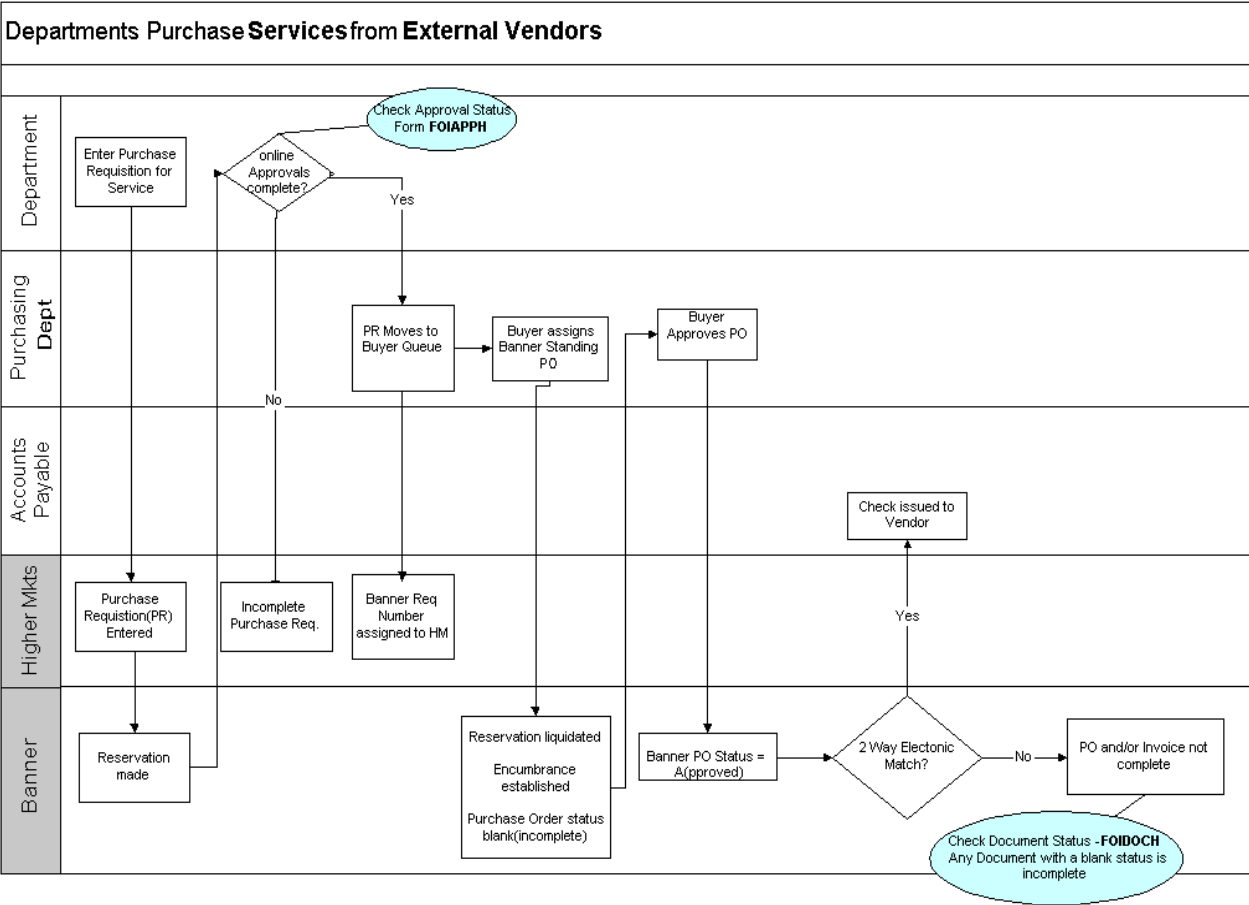 Departments Purchase Services from External Vendors
Department
Enter Purchase
Requisition for
Service
online
Approvals
complete?
Check Approval Status
Form FOIAPPH
Yes
Purchasing
Dept
PR Moves to
Buyer Queue
Buyer assigns
Banner Standing
PO
Buyer
Approves PO
No
Accounts
Payable
Check issued to
Vendor
Higher Mkts
Purchase
Requistion(PR)
Entered
Incomplete
Purchase Req.
Banner Req
Number
assigned to HM
Yes
Banner
Reservation
made
Reservation liquidated
Encumbrance
established
Purchase Order status
blank(incomplete)
Banner PO Status =
A(pproved)
2 Way Electonic
Match?
No
PO and/or Invoice not
complete
Check Document Status -FOIDOCH
Any Document with a blank status is
incomplete